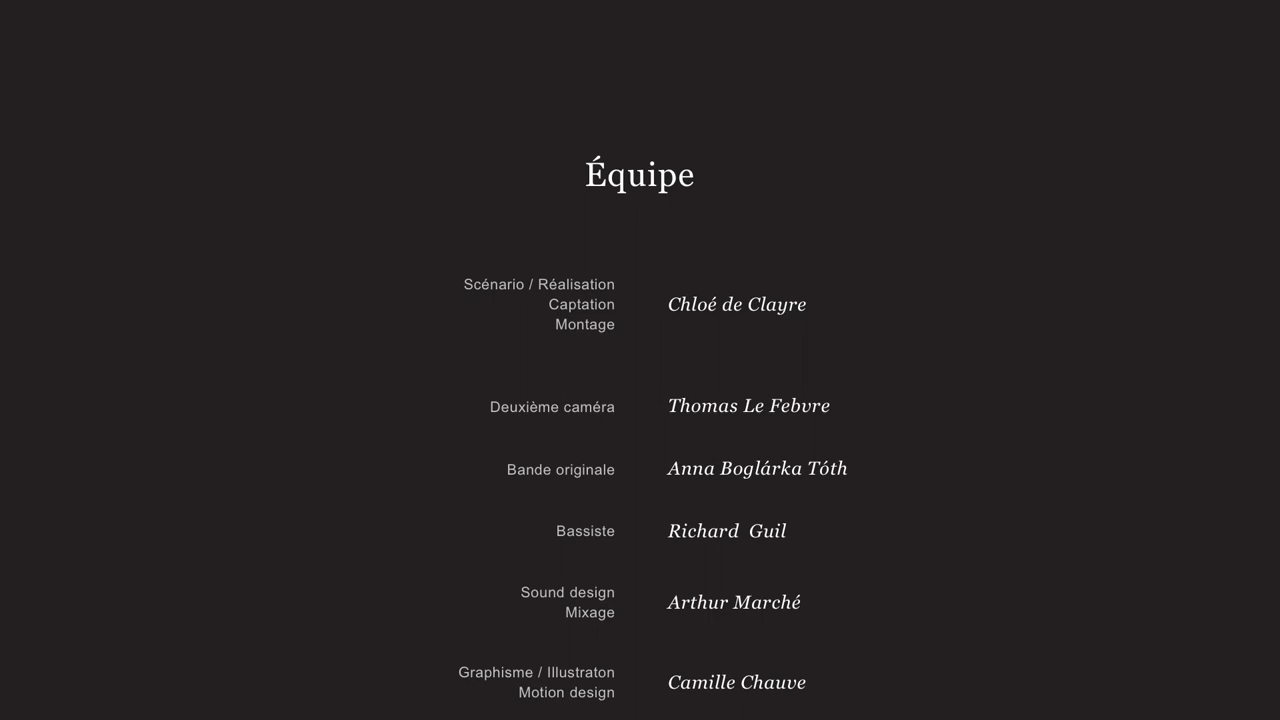 Équipe
Scénario / Réalisation
Captation
Montage
Chloé de Clayre
Deuxième caméra
Thomas Le Febvre
Bande originale
Anna Boglárka Tóth
Bassiste
Richard Guil
Sound design
Mixage
Arthur Marché
Graphisme / Illustraton
Motion design
Camille Chauve